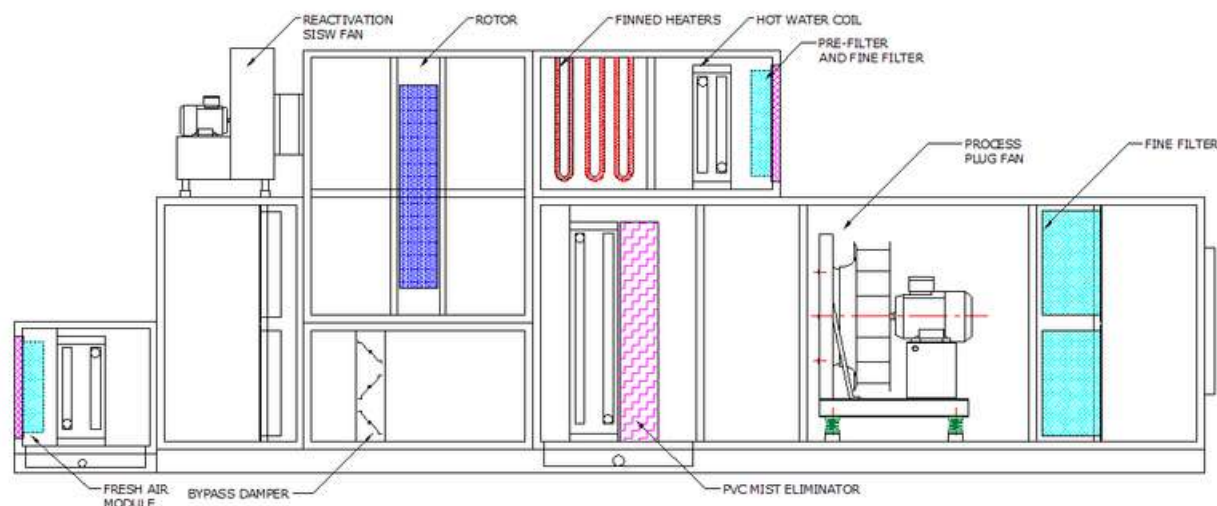 REACTIVATION
SISW FAN
ROTOR
FINNED HEATERS
HOT WATER COIL
PRE-FILTER
AND FINE FILTER
PROCESS
PLUG FAN
FINE FILTER
FRESH AIR
MODULE
BYPASS DAMPER
PVC MIST ELIMINATOR